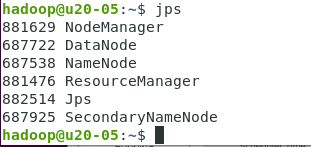 hadoop@u20-05:~$ jps
881629 NodeManager
687722 DataNode
687538 NameNode
881476 ResourceManager
882514 Jps
687925 SecondaryNameNode
hadoop@u20-05:~$